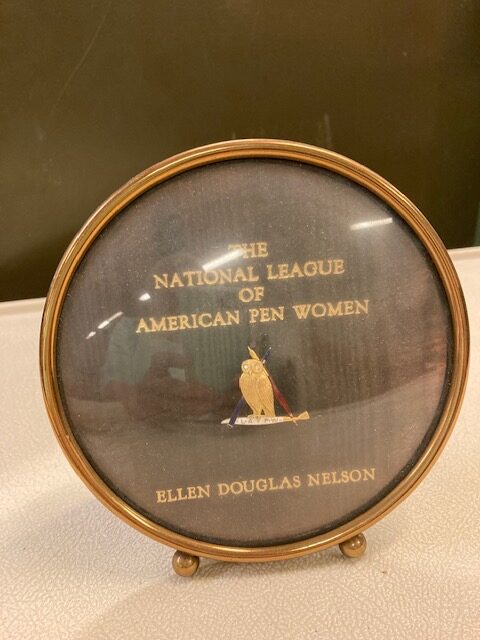 THE
NATIONAL LEAGUE
OF
AMERICAN PEN WOMEN
ELLEN DOUGLAS NELSON